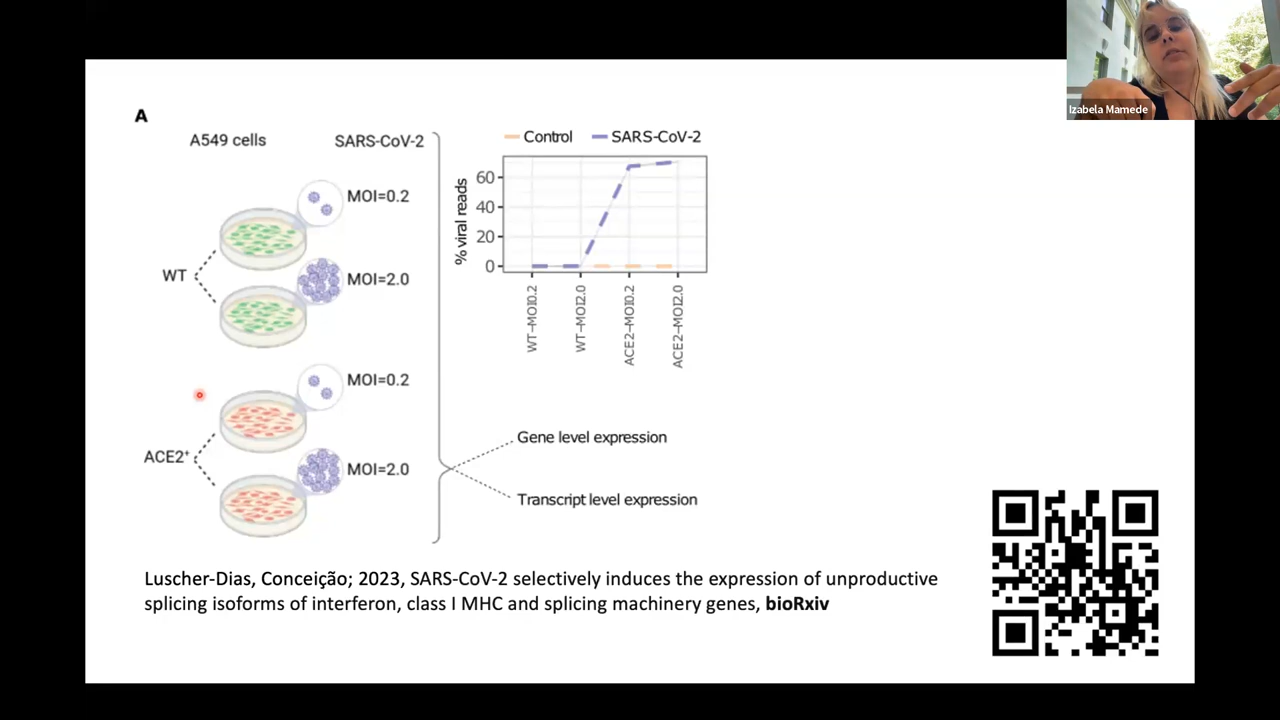 Izabela Mamede
A
A549 cells
SARS-CoV-2
MOI=0.2
WT
MOI=2.0
MOI=0.2
ACE2+
MOI=2.0
Control
SARS-CoV-2
% viral reads
60
40
20
0
WT-MOI0.2
WT-MOI2.0
ACE2-MOI0.2
ACE2-MOI2.0
Gene level expression
Transcript level expression
Luscher-Dias, Conceição; 2023, SARS-CoV-2 selectively induces the expression of unproductive
splicing isoforms of interferon, class I MHC and splicing machinery genes, bioRxiv